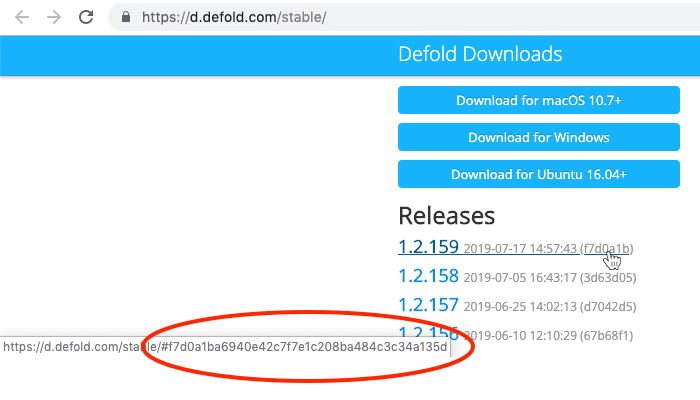 https://d.defold.com/stable/
Defold Downloads
Download for macOS 10.7+
Download for Windows
Download for Ubuntu 16.04+
Releases
1.2.159 2019-07-17 14:57:43 (f7d0a1b)
1.2.158 2019-07-05 16:43:17 (3d63d05)
1.2.157 2019-06-25 14:02:13 (d7042d5)
1.2.156 2019-06-10 12:10:29 (67b68f1)
https://d.defold.com/stable/#f7d0a1ba6940e42c7f7e1c208ba484c3c34a135d